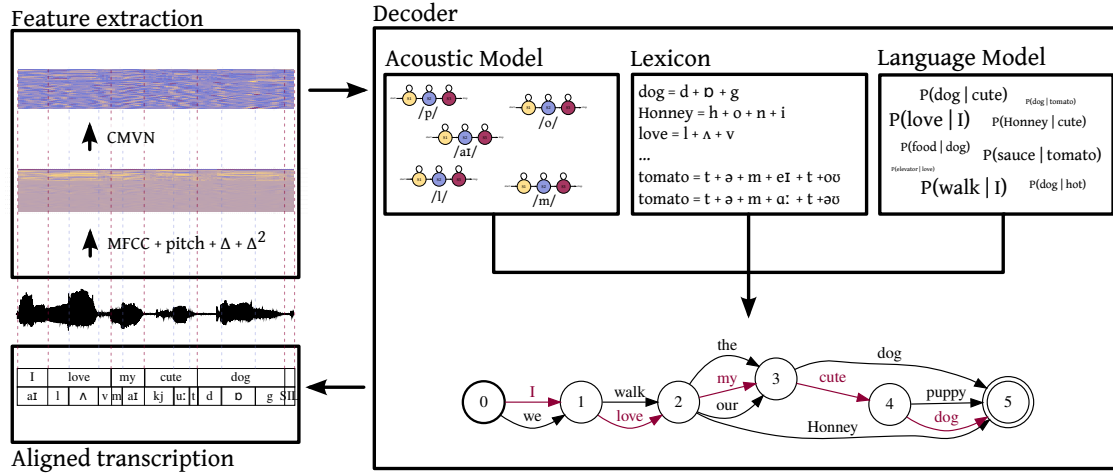 Feature extraction
CMVN
MFCC + pitch + Δ + Δ²
I love my cute dog
aɪ l ʌ v m aɪ kj uː t d ɒ g SIL
Aligned transcription
Decoder
Acoustic Model
/p/
/o/
/aɪ/
/l/
/m/
Lexicon
dog = d + ɒ + g
Honney = h + o + n + i
love = l + ʌ + v
...
tomato = t + ə + m + eɪ + t +oʊ
tomato = t + ə + m + ɑː + t +əʊ
Language Model
P(dog | cute)
P(dog | tomato)
P(love | I)
P(Honney | cute)
P(food | dog)
P(sauce | tomato)
P(elevator | love)
P(walk | I)
P(dog | hot)
the
dog
I
walk
my
cute
0
1
2
3
4
5
we
love
our
puppy
dog
Honney